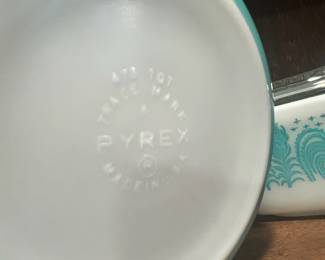 473 1QT
TRADE MARK
PYREX
®
MADE IN